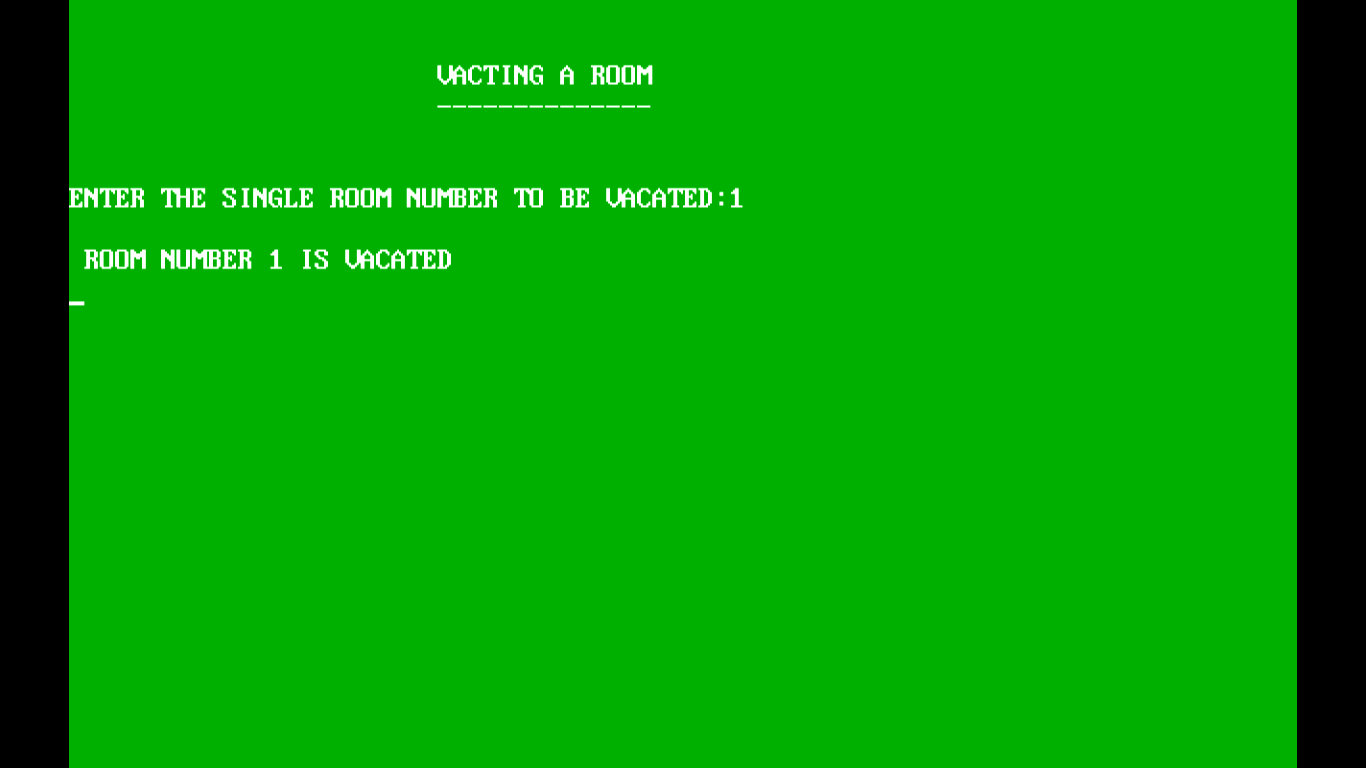 VACTING A ROOM
--------------
ENTER THE SINGLE ROOM NUMBER TO BE VACATED:1
ROOM NUMBER 1 IS VACATED
_